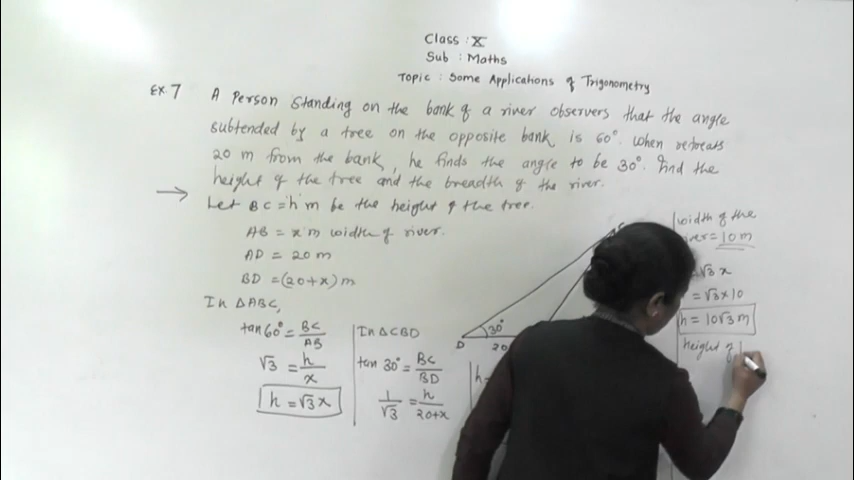 Class : X
Sub : Maths
Topic : Some Applications of Trigonometry
Ex 7 A Person Standing on the bank of a river observers that the angle
subtended by a tree on the opposite bank is 60°. When retreats
20 m from the bank, he finds the angle to be 30°. Find the
height of the tree and the breadth of the river.
→ Let BC = 'h' m be the height of the tree.
AB = x m width of river.
AD = 20 m
BD = (20+x) m
In ΔABC,
tan 60° = BC/AB
√3 = h/x
h = √3x
In ΔCBD
tan 30° = BC/BD
1/√3 = h/20+x
30°
D
20
h
width of the
= 10 m
√3 x
= √3 x 10
h = 10√3 m
height of